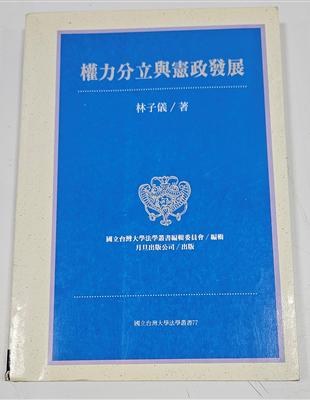 權力分立與憲政發展
林子儀/著
國立台灣大學法學叢書編輯委員會/編輯
月旦出版公司/出版
國立台灣大學法學叢書77